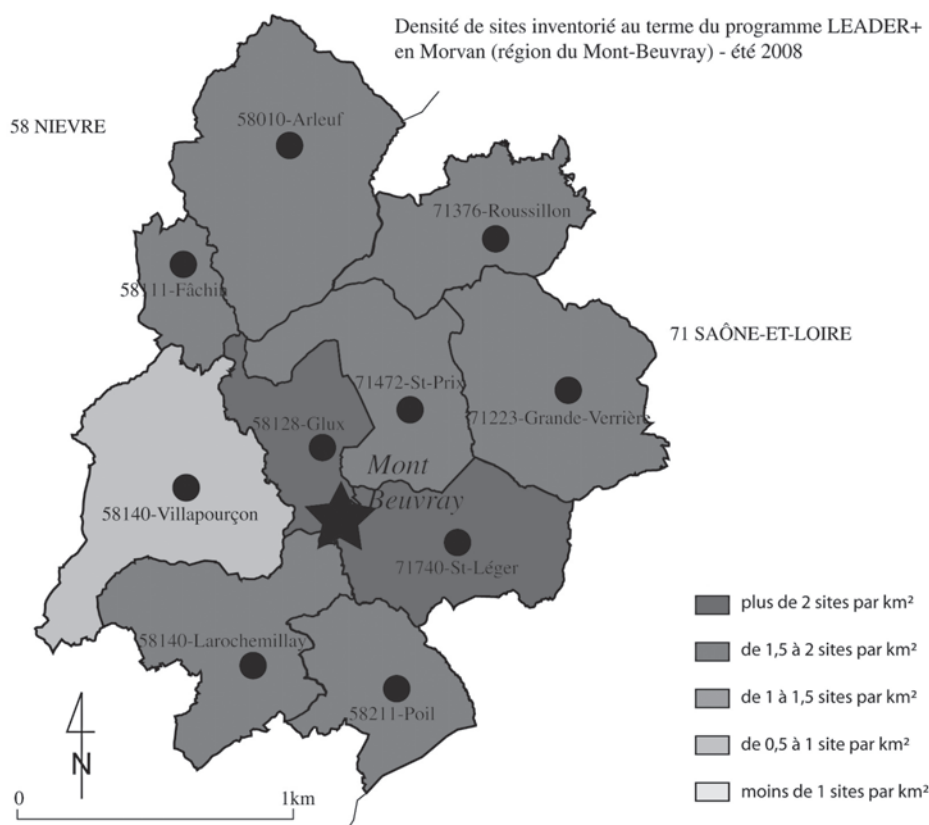 Densité de sites inventorié au terme du programme LEADER+
en Morvan (région du Mont-Beuvray) - été 2008
58 NIEVRE
58010-Arleuf
71376-Roussillon
58111-Fâchin
71 SAÔNE-ET-LOIRE
71472-St-Prix
71223-Grande-Verrière
58128-Glux
Mont
Beuvray
58140-Villapourçon
71740-St-Léger
58140-Larochemillay
58211-Poil
plus de 2 sites par km²
de 1,5 à 2 sites par km²
de 1 à 1,5 sites par km²
de 0,5 à 1 site par km²
moins de 1 sites par km²
N
0 1km